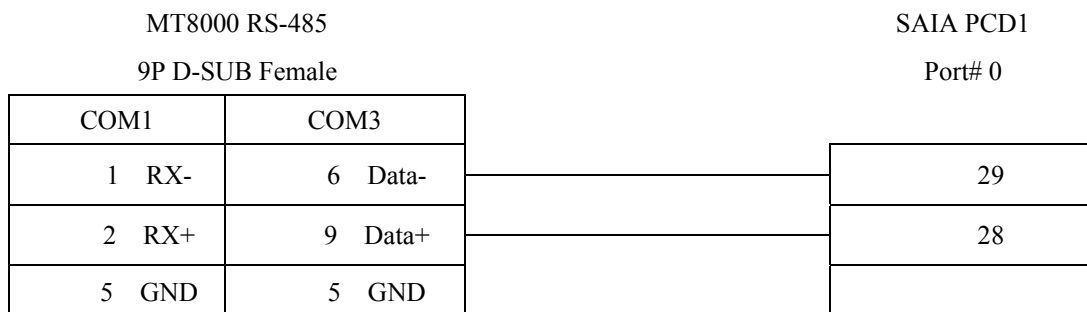 MT8000 RS-485 SAIA PCD1
9P D-SUB Female Port# 0
COM1 COM3
1 RX- 6 Data- 29
2 RX+ 9 Data+ 28
5 GND 5 GND